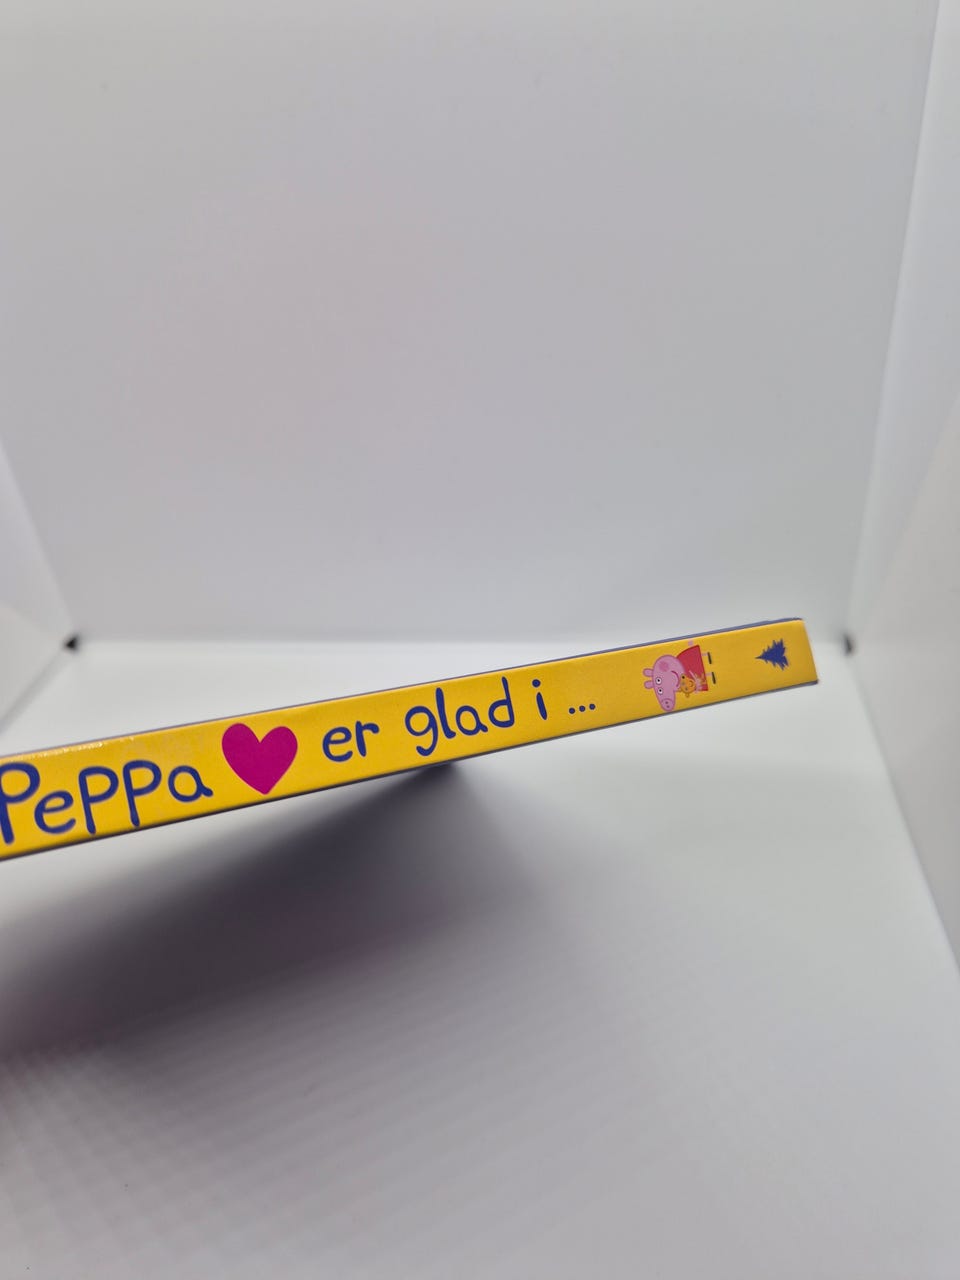 Peppa er glad i ...